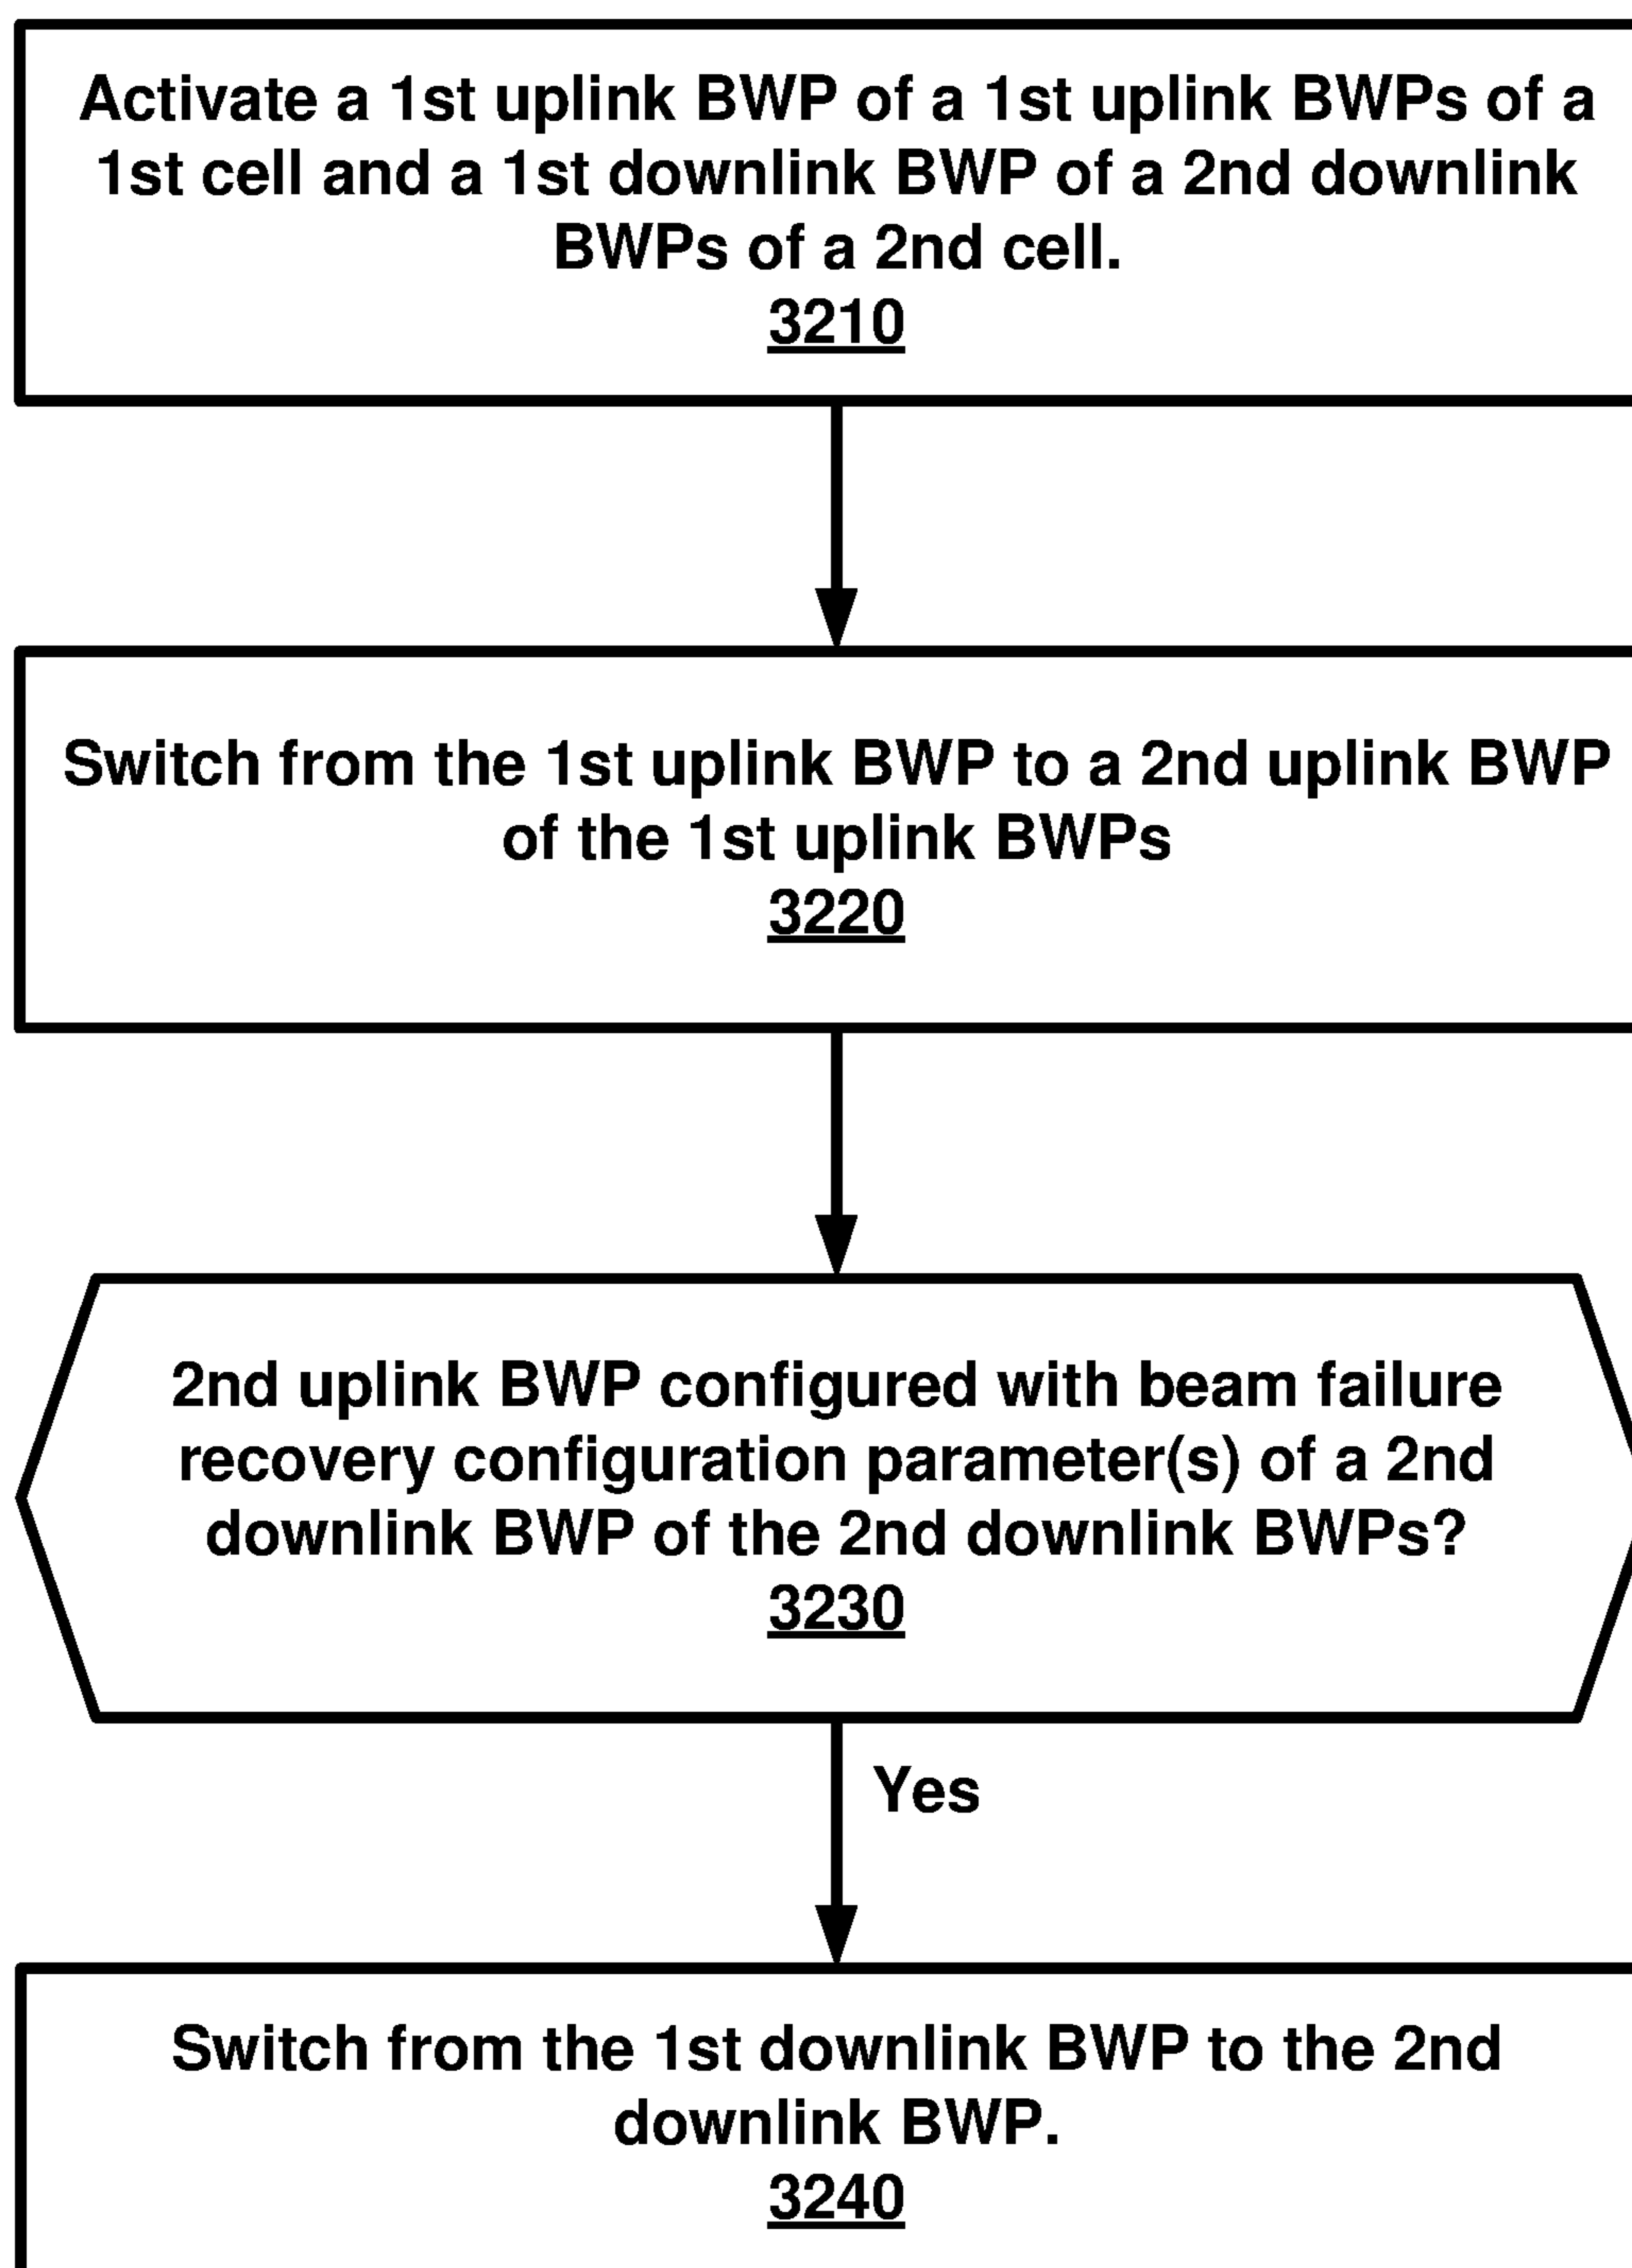 Activate a 1st uplink BWP of a 1st uplink BWPs of a
1st cell and a 1st downlink BWP of a 2nd downlink
BWPs of a 2nd cell.
3210
Switch from the 1st uplink BWP to a 2nd uplink BWP
of the 1st uplink BWPs
3220
2nd uplink BWP configured with beam failure
recovery configuration parameter(s) of a 2nd
downlink BWP of the 2nd downlink BWPs?
3230
Yes
Switch from the 1st downlink BWP to the 2nd
downlink BWP.
3240